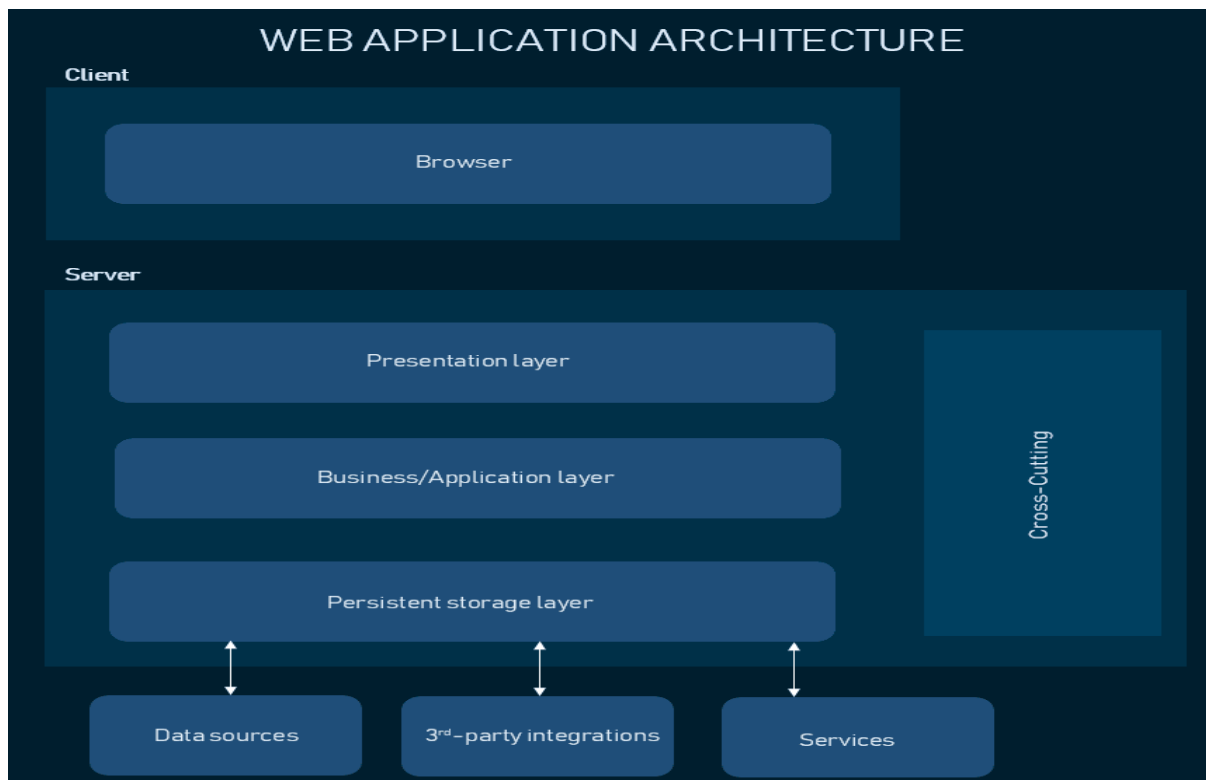 WEB APPLICATION ARCHITECTURE
Client
Browser
Server
Presentation layer
Business/Application layer
Cross-Cutting
Persistent storage layer
Data sources
3rd-party integrations
Services